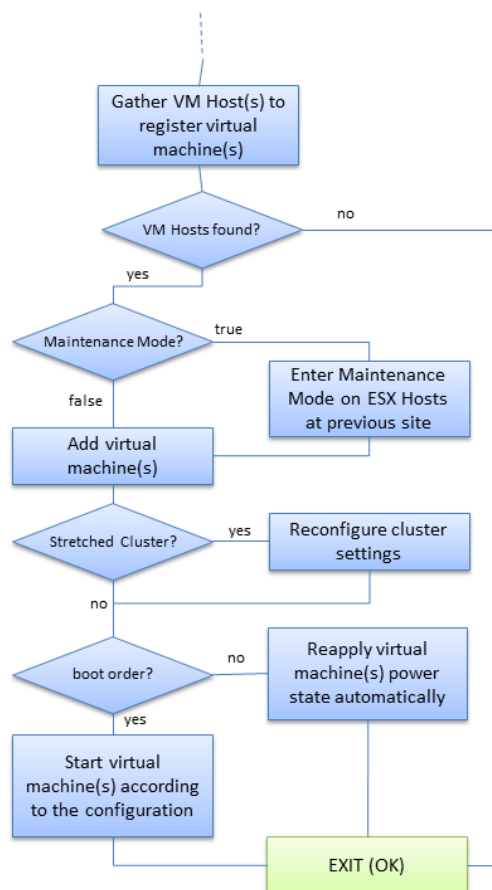 Gather VM Host(s) to
register virtual
machine(s)
VM Hosts found?
no
yes
Maintenance Mode?
true
Enter Maintenance
Mode on ESX Hosts
at previous site
false
Add virtual
machine(s)
Stretched Cluster?
yes
Reconfigure cluster
settings
no
boot order?
no
Reapply virtual
machine(s) power
state automatically
yes
Start virtual
machine(s) according
to the configuration
EXIT (OK)